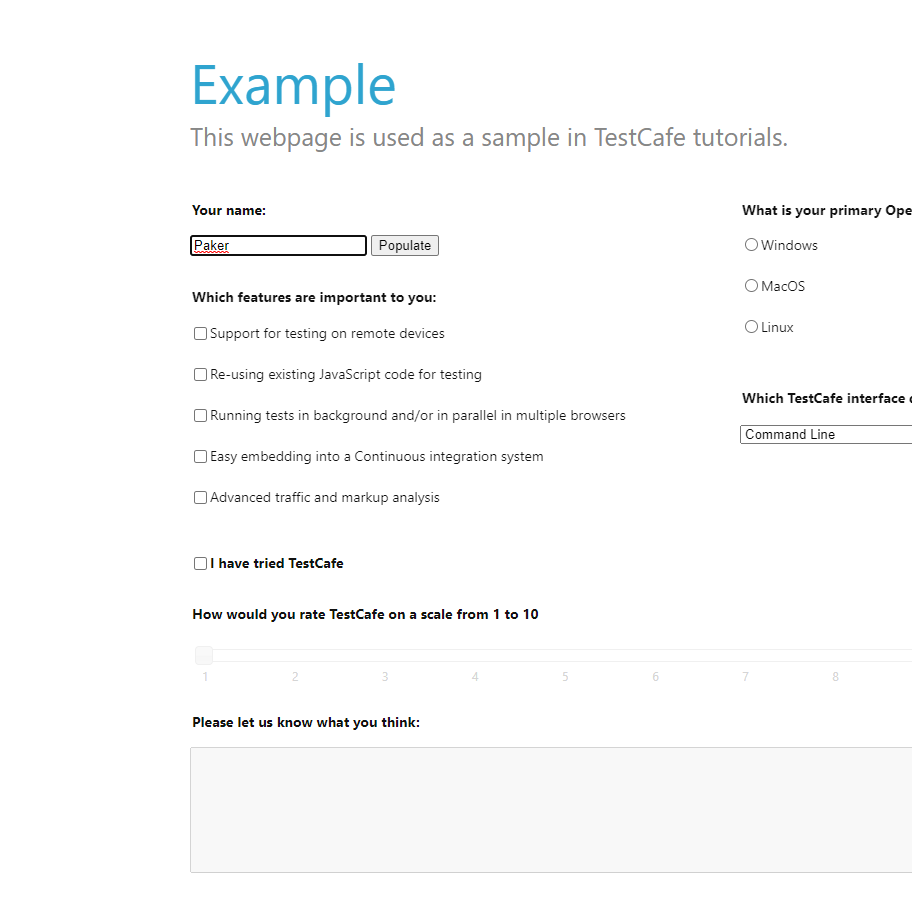 Example
This webpage is used as a sample in TestCafe tutorials.
Your name:
Paker
Populate
Which features are important to you:
Support for testing on remote devices
Re-using existing JavaScript code for testing
Running tests in background and/or in parallel in multiple browsers
Easy embedding into a Continuous integration system
Advanced traffic and markup analysis
What is your primary Ope
Windows
MacOS
Linux
Which TestCafe interface
Command Line
I have tried TestCafe
How would you rate TestCafe on a scale from 1 to 10
1 2 3 4 5 6 7 8
Please let us know what you think: